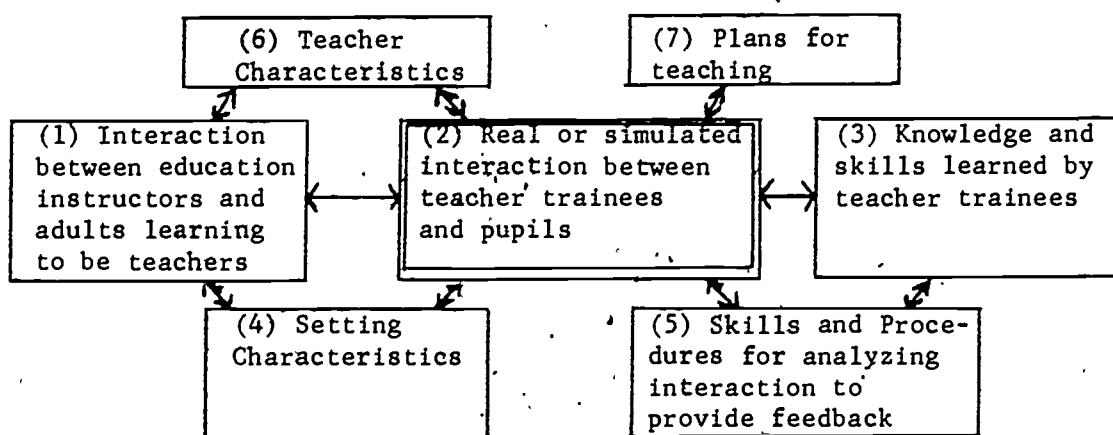 (6) Teacher
Characteristics
(7) Plans for
teaching
(1) Interaction
between education
instructors and
adults learning
to be teachers
(2) Real or simulated
interaction between
teacher trainees
and pupils
(3) Knowledge and
skills learned by
teacher trainees
(4) Setting
Characteristics
(5) Skills and Proce-
dures for analyzing
interaction to
provide feedback